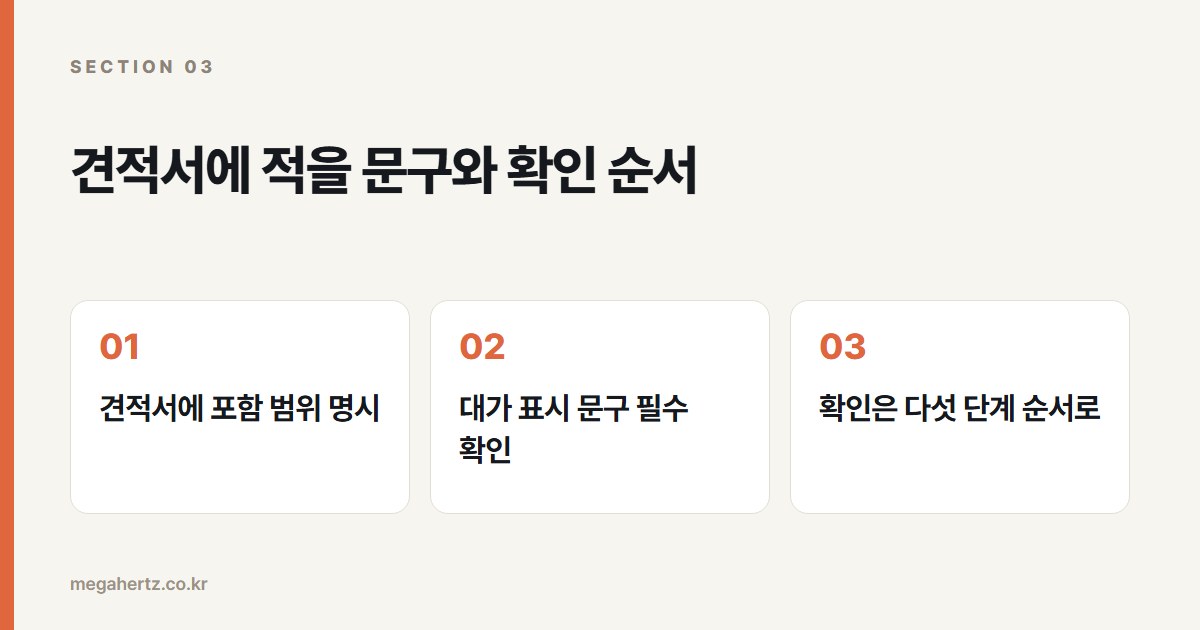 SECTION 03
견적서에 적을 문구와 확인 순서
01
견적서에 포함 범위 명시
02
대가 표시 문구 필수
확인
03
확인은 다섯 단계 순서로
megahertz.co.kr